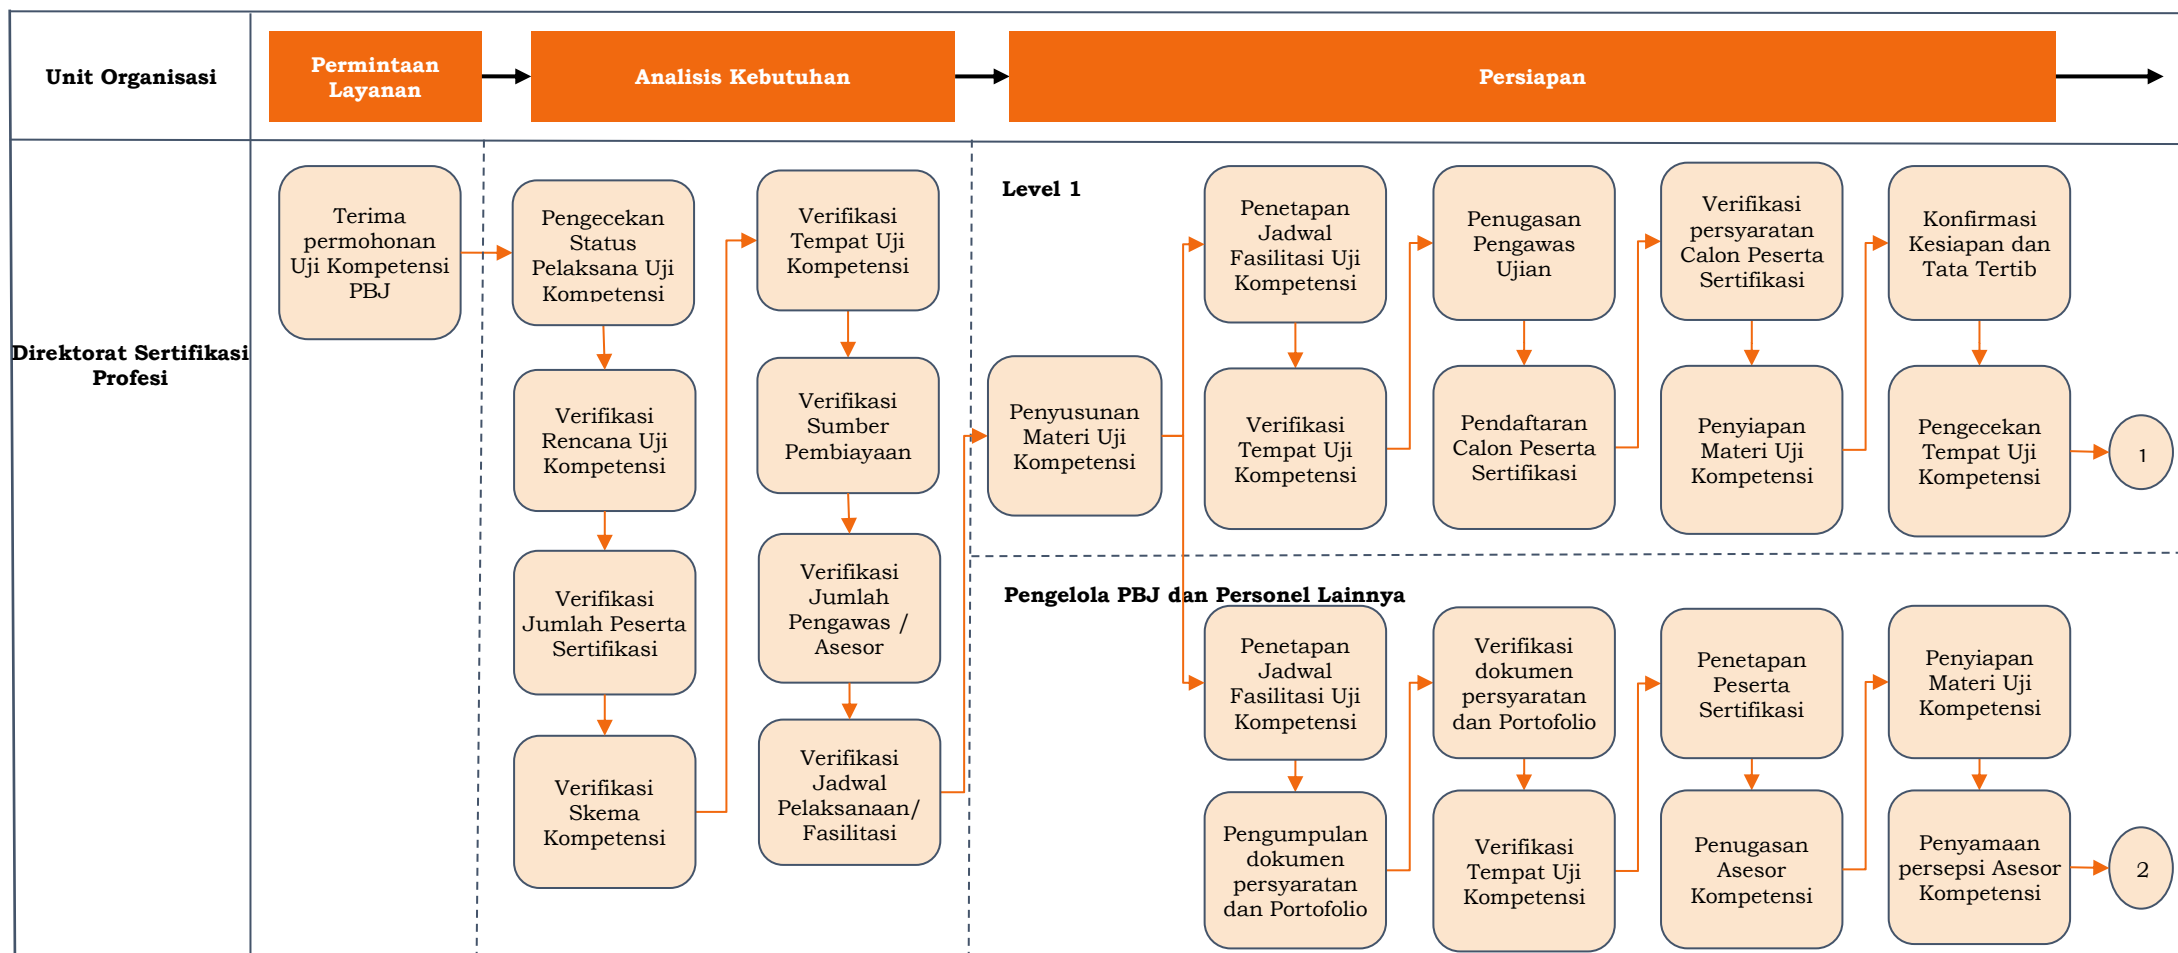 Unit Organisasi
Permintaan
Layanan
Analisis Kebutuhan
Persiapan
Direktorat Sertifikasi
Profesi
Terima
permohonan
Uji Kompetensi
PBJ
Pengecekan
Status
Pelaksana Uji
Kompetensi
Verifikasi
Rencana Uji
Kompetensi
Verifikasi
Jumlah Peserta
Sertifikasi
Verifikasi
Skema
Kompetensi
Verifikasi
Tempat Uji
Kompetensi
Verifikasi
Sumber
Pembiayaan
Verifikasi
Jumlah
Pengawas /
Asesor
Verifikasi
Jadwal
Pelaksanaan/
Fasilitasi
Penyusunan
Materi Uji
Kompetensi
Level 1
Penetapan
Jadwal
Fasilitasi Uji
Kompetensi
Verifikasi
Tempat Uji
Kompetensi
Penugasan
Pengawas
Ujian
Pendaftaran
Calon Peserta
Sertifikasi
Verifikasi
persyaratan
Calon Peserta
Sertifikasi
Penyiapan
Materi Uji
Kompetensi
Konfirmasi
Kesiapan dan
Tata Tertib
Pengecekan
Tempat Uji
Kompetensi
1
Pengelola PBJ dan Personel Lainnya
Penetapan
Jadwal
Fasilitasi Uji
Kompetensi
Pengumpulan
dokumen
persyaratan
dan Portofolio
Verifikasi
dokumen
persyaratan
dan Portofolio
Verifikasi
Tempat Uji
Kompetensi
Penetapan
Peserta
Sertifikasi
Penugasan
Asesor
Kompetensi
Penyiapan
Materi Uji
Kompetensi
Penyamaan
persepsi Asesor
Kompetensi
2